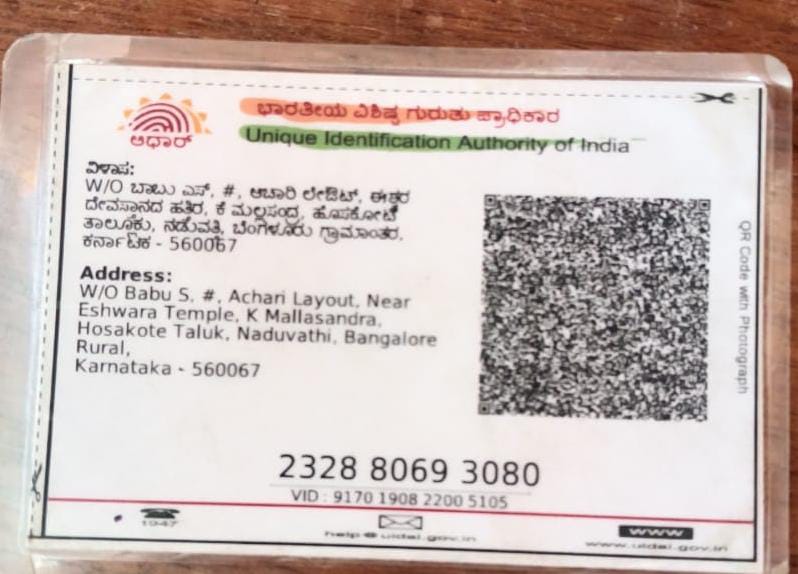 ಭಾರತೀಯ ವಿಶಿಷ್ಟ ಗುರುತು ಪ್ರಾಧಿಕಾರ
Unique Identification Authority of India
ಆಧಾರ್
ವಿಳಾಸ:
W/O ಬಾಬು ಎಸ್, #, ಆಚಾರಿ ಲೇಔಟ್, ಈಶ್ವರ
ದೇವಸಾನದ ಹತಿರ, ಕೆ ಮಲ್ಲಸಂದ್ರ, ಹೊಸಕೋಟೆ
ತಾಲೂಕು, ನಡುವತಿ, ಬೆಂಗಳೂರು ಗ್ರಾಮಾಂತರ,
ಕರ್ನಾಟಕ - 560067
Address:
W/O Babu S, #, Achari Layout, Near
Eshwara Temple, K Mallasandra,
Hosakote Taluk, Naduvathi, Bangalore
Rural,
Karnataka - 560067
QR Code with Photograph
2328 8069 3080
VID : 9170 1908 2200 5105
1947
help@uidai.gov.in
www
www.uidai.gov.in